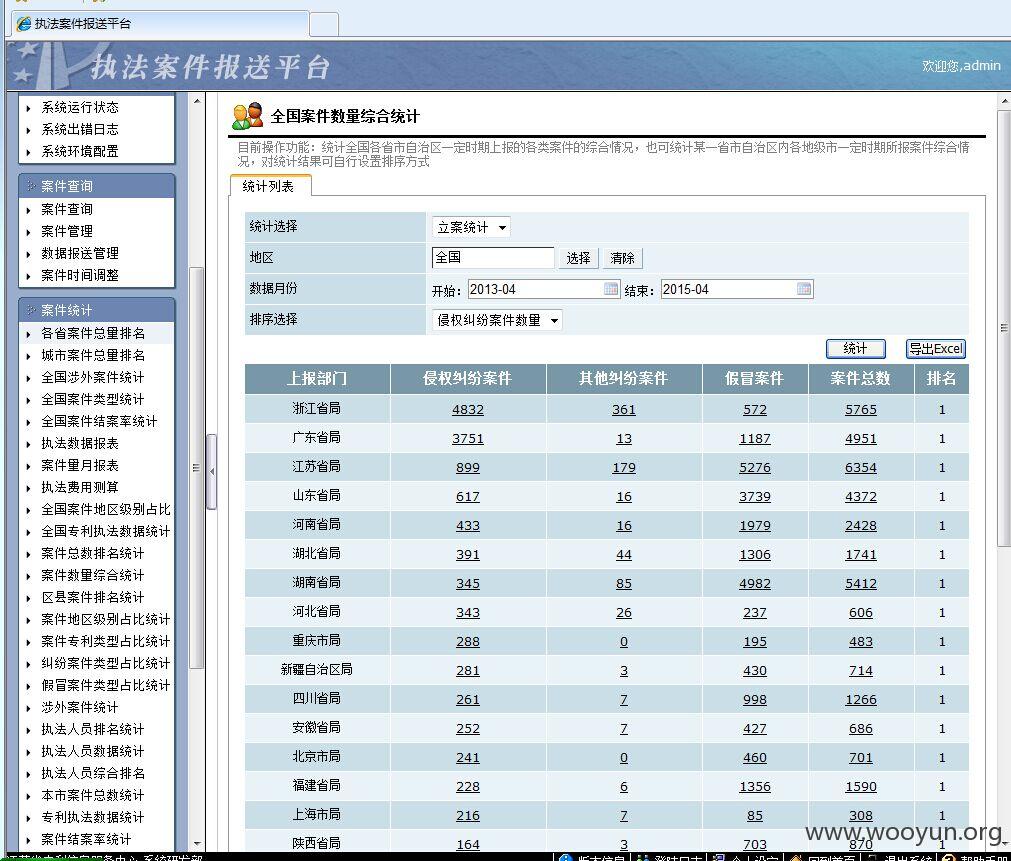 执法案件报送平台
执法案件报送平台
欢迎您,admin
系统运行状态
系统出错日志
系统环境配置
案件查询
案件查询
案件管理
数据报送管理
案件时间调整
案件统计
各省案件总量排名
城市案件总量排名
全国涉外案件统计
全国案件类型统计
全国案件结案率统计
执法数据报表
案件量月报表
执法费用测算
全国案件地区级别占比
全国专利执法数据统计
案件总数排名统计
案件数量综合统计
区县案件排名统计
案件地区级别占比统计
案件专利类型占比统计
纠纷案件类型占比统计
假冒案件类型占比统计
涉外案件统计
执法人员排名统计
执法人员数据统计
执法人员综合排名
本市案件总数统计
专利执法数据统计
案件结案率统计
全国案件数量综合统计
目前操作功能：统计全国各省市自治区一定时期上报的各类案件的综合情况，也可统计某一省市自治区内各地级市一定时期所报案件综合情
况，对统计结果可自行设置排序方式
统计列表
统计选择 立案统计
地区 全国 选择 清除
数据月份 开始：2013-04 结束：2015-04
排序选择 侵权纠纷案件数量
统计 导出Excel
上报部门 侵权纠纷案件 其他纠纷案件 假冒案件 案件总数 排名
浙江省局 4832 361 572 5765 1
广东省局 3751 13 1187 4951 1
江苏省局 899 179 5276 6354 1
山东省局 617 16 3739 4372 1
河南省局 433 16 1979 2428 1
湖北省局 391 44 1306 1741 1
湖南省局 345 85 4982 5412 1
河北省局 343 26 237 606 1
重庆市局 288 0 195 483 1
新疆自治区局 281 3 430 714 1
四川省局 261 7 998 1266 1
安徽省局 252 7 427 686 1
北京市局 241 0 460 701 1
福建省局 228 6 1356 1590 1
上海市局 216 7 85 308 1
陕西省局 164 3 703 870 1
www.wooyun.org